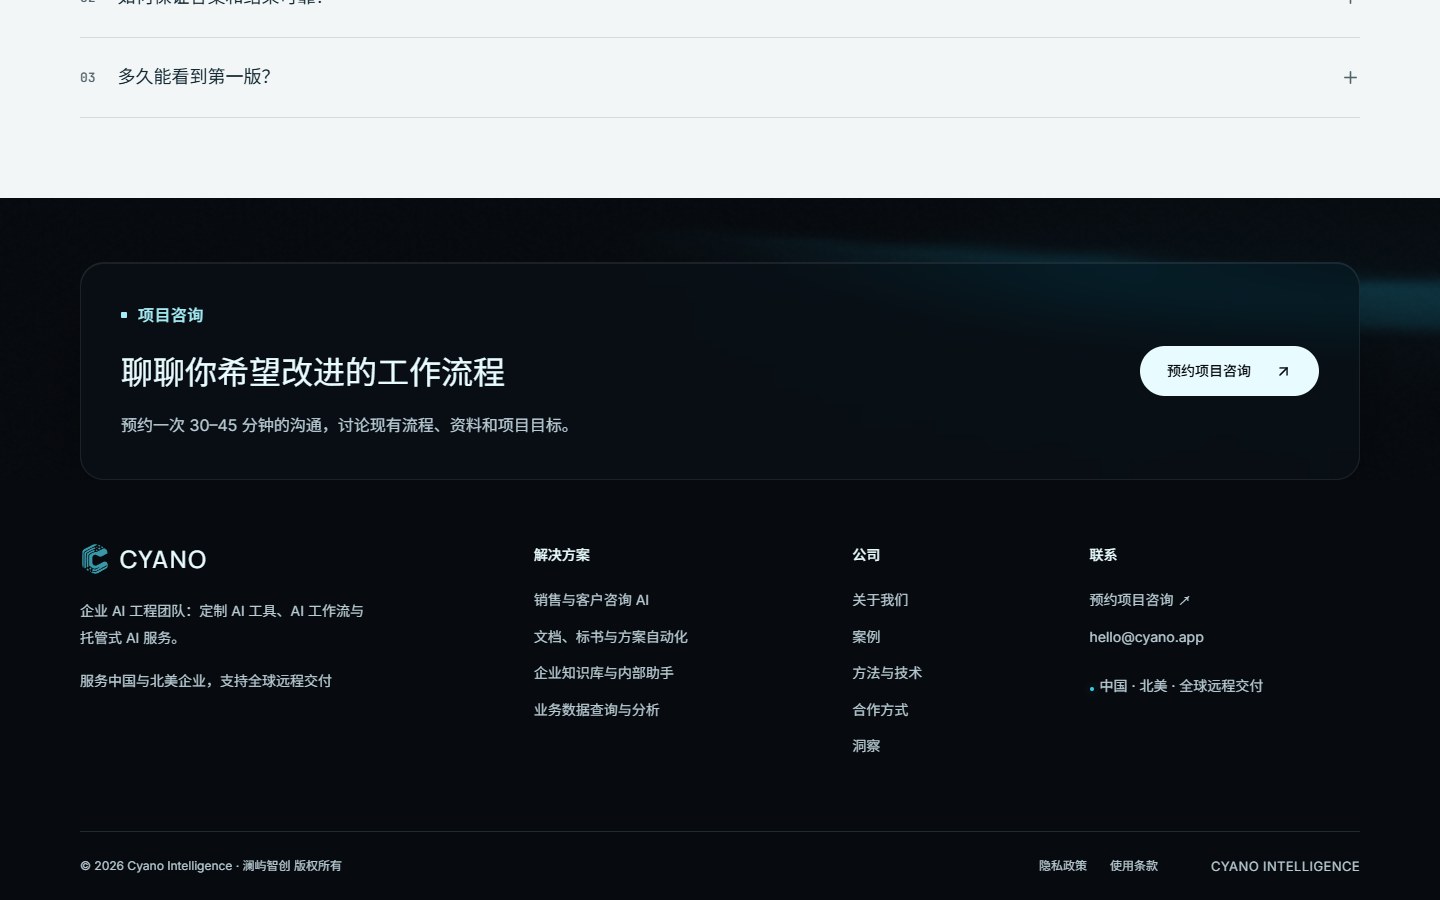 03 多久能看到第一版？
项目咨询
聊聊你希望改进的工作流程
预约一次 30–45 分钟的沟通，讨论现有流程、资料和项目目标。
预约项目咨询
CYANO
企业 AI 工程团队：定制 AI 工具、AI 工作流与
托管式 AI 服务。
服务中国与北美企业，支持全球远程交付
解决方案
销售与客户咨询 AI
文档、标书与方案自动化
企业知识库与内部助手
业务数据查询与分析
公司
关于我们
案例
方法与技术
合作方式
洞察
联系
预约项目咨询 ↗
hello@cyano.app
中国 · 北美 · 全球远程交付
© 2026 Cyano Intelligence · 澜屿智创 版权所有
隐私政策 使用条款 CYANO INTELLIGENCE